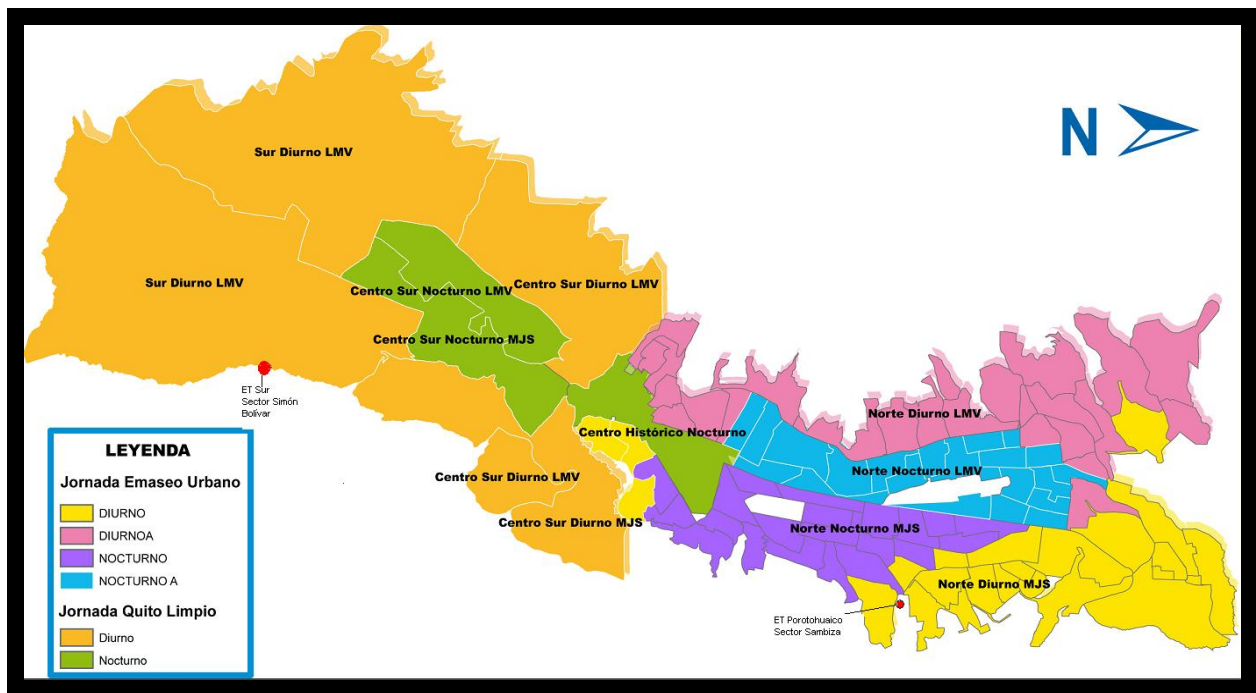 N
Sur Diurno LMV
Sur Diurno LMV
Centro Sur Nocturno LMV
Centro Sur Diurno LMV
Centro Sur Nocturno MJS
ET Sur
Sector Simón
Bolívar
Norte Diurno LMV
Centro Histórico Nocturno
Norte Nocturno LMV
Centro Sur Diurno LMV
Centro Sur Diurno MJS
Norte Nocturno MJS
Norte Diurno MJS
ET Porotohuaico
Sector Sambiza
LEYENDA
Jornada Emaseo Urbano
DIURNO
DIURNOA
NOCTURNO
NOCTURNO A
Jornada Quito Limpio
Diurno
Nocturno